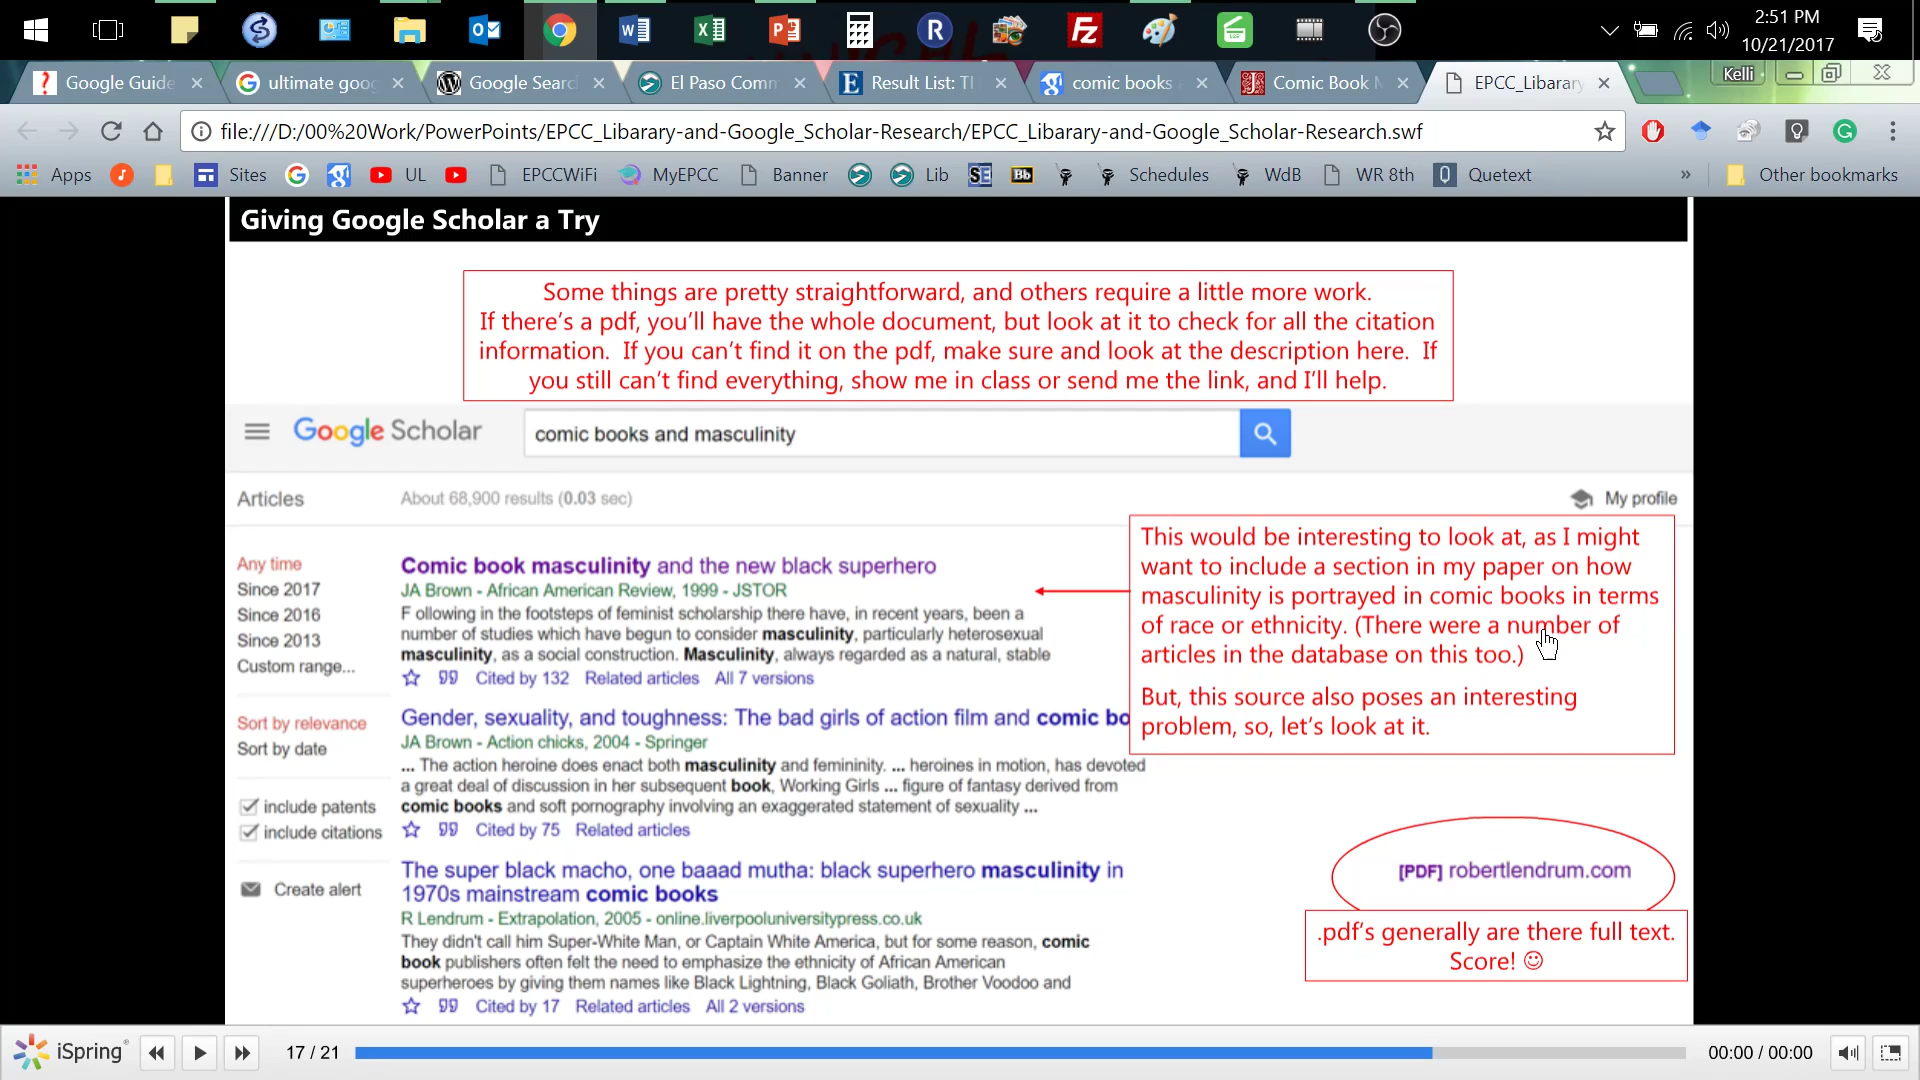 2:51 PM
10/21/2017
Google Guide
ultimate goog
Google Searc
El Paso Comm
Result List: Tl
comic books
Comic Book M
EPCC_Libarary
Kelli
file:///D:/00%20Work/PowerPoints/EPCC_Libarary-and-Google_Scholar-Research/EPCC_Libarary-and-Google_Scholar-Research.swf
Apps
Sites
UL
EPCCWiFi
MyEPCC
Banner
Lib
SE
Bb
Schedules
WdB
WR 8th
Quetext
»
Other bookmarks
Giving Google Scholar a Try
Some things are pretty straightforward, and others require a little more work.
If there's a pdf, you'll have the whole document, but look at it to check for all the citation
information.  If you can't find it on the pdf, make sure and look at the description here.  If
you still can't find everything, show me in class or send me the link, and I'll help.
Google Scholar
comic books and masculinity
Articles
About 68,900 results (0.03 sec)
My profile
Any time
Since 2017
Since 2016
Since 2013
Custom range...
Sort by relevance
Sort by date
include patents
include citations
Create alert
Comic book masculinity and the new black superhero
JA Brown - African American Review, 1999 - JSTOR
F ollowing in the footsteps of feminist scholarship there have, in recent years, been a
number of studies which have begun to consider masculinity, particularly heterosexual
masculinity, as a social construction. Masculinity, always regarded as a natural, stable
Cited by 132 Related articles All 7 versions
Gender, sexuality, and toughness: The bad girls of action film and comic bo
JA Brown - Action chicks, 2004 - Springer
... The action heroine does enact both masculinity and femininity. ... heroines in motion, has devoted
a great deal of discussion in her subsequent book, Working Girls ... figure of fantasy derived from
comic books and soft pornography involving an exaggerated statement of sexuality ...
Cited by 75 Related articles
The super black macho, one baaad mutha: black superhero masculinity in
1970s mainstream comic books
R Lendrum - Extrapolation, 2005 - online.liverpooluniversitypress.co.uk
They didn't call him Super-White Man, or Captain White America, but for some reason, comic
book publishers often felt the need to emphasize the ethnicity of African American
superheroes by giving them names like Black Lightning, Black Goliath, Brother Voodoo and
Cited by 17 Related articles All 2 versions
This would be interesting to look at, as I might
want to include a section in my paper on how
masculinity is portrayed in comic books in terms
of race or ethnicity. (There were a number of
articles in the database on this too.)
But, this source also poses an interesting
problem, so, let's look at it.
[PDF] robertlendrum.com
.pdf's generally are there full text.
Score! ☺
iSpring
17 / 21
00:00 / 00:00